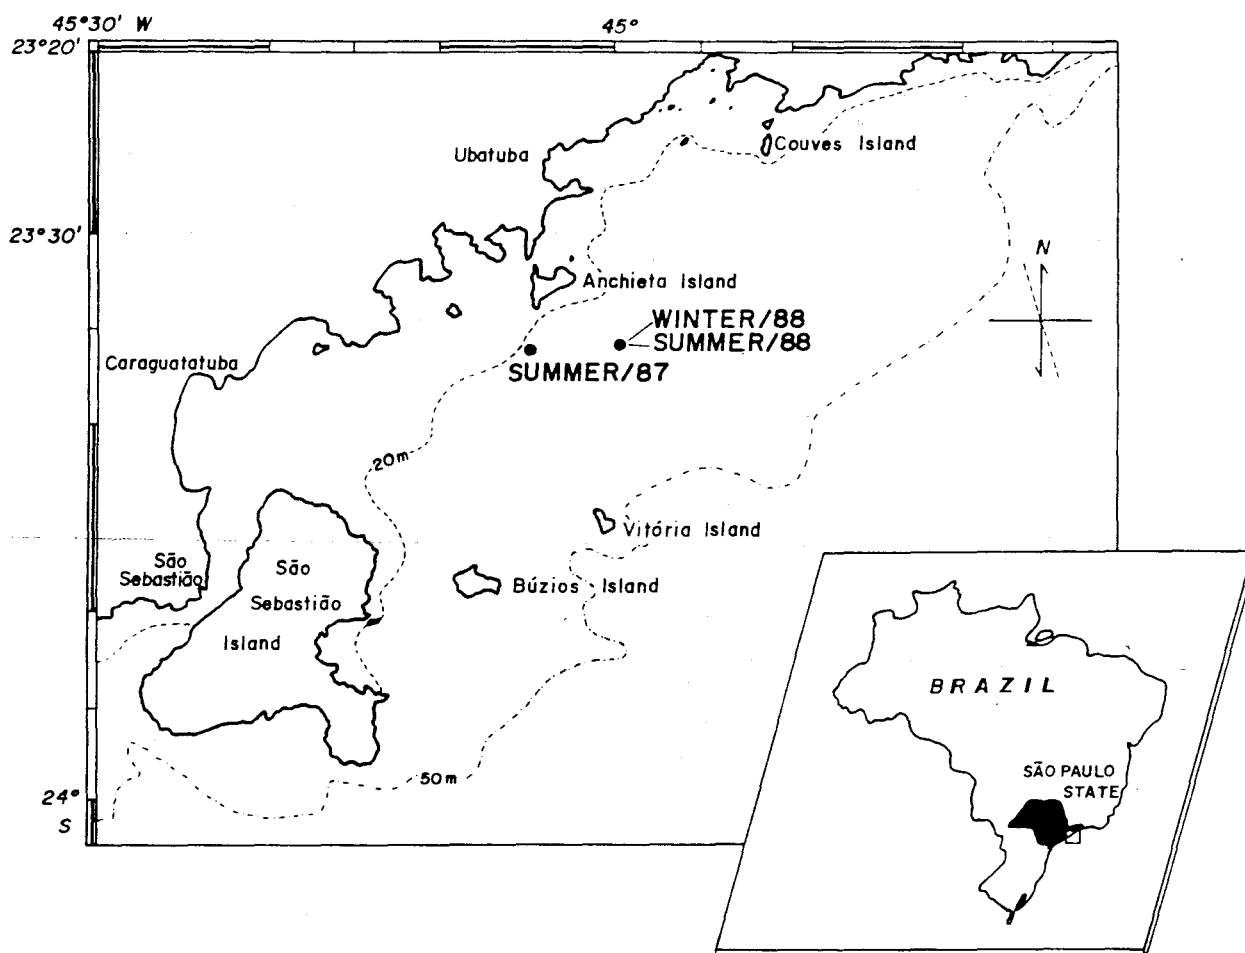 45°30' W
45°
23°20'
Couves Island
Ubatuba
23°30'
N
Anchieta Island
WINTER/88
SUMMER/88
Caraguatatuba
SUMMER/87
20m
Vitória Island
São
Sebastião
São
Sebastião
Island
Búzios Island
BRAZIL
50m
SÃO PAULO
STATE
24°
S